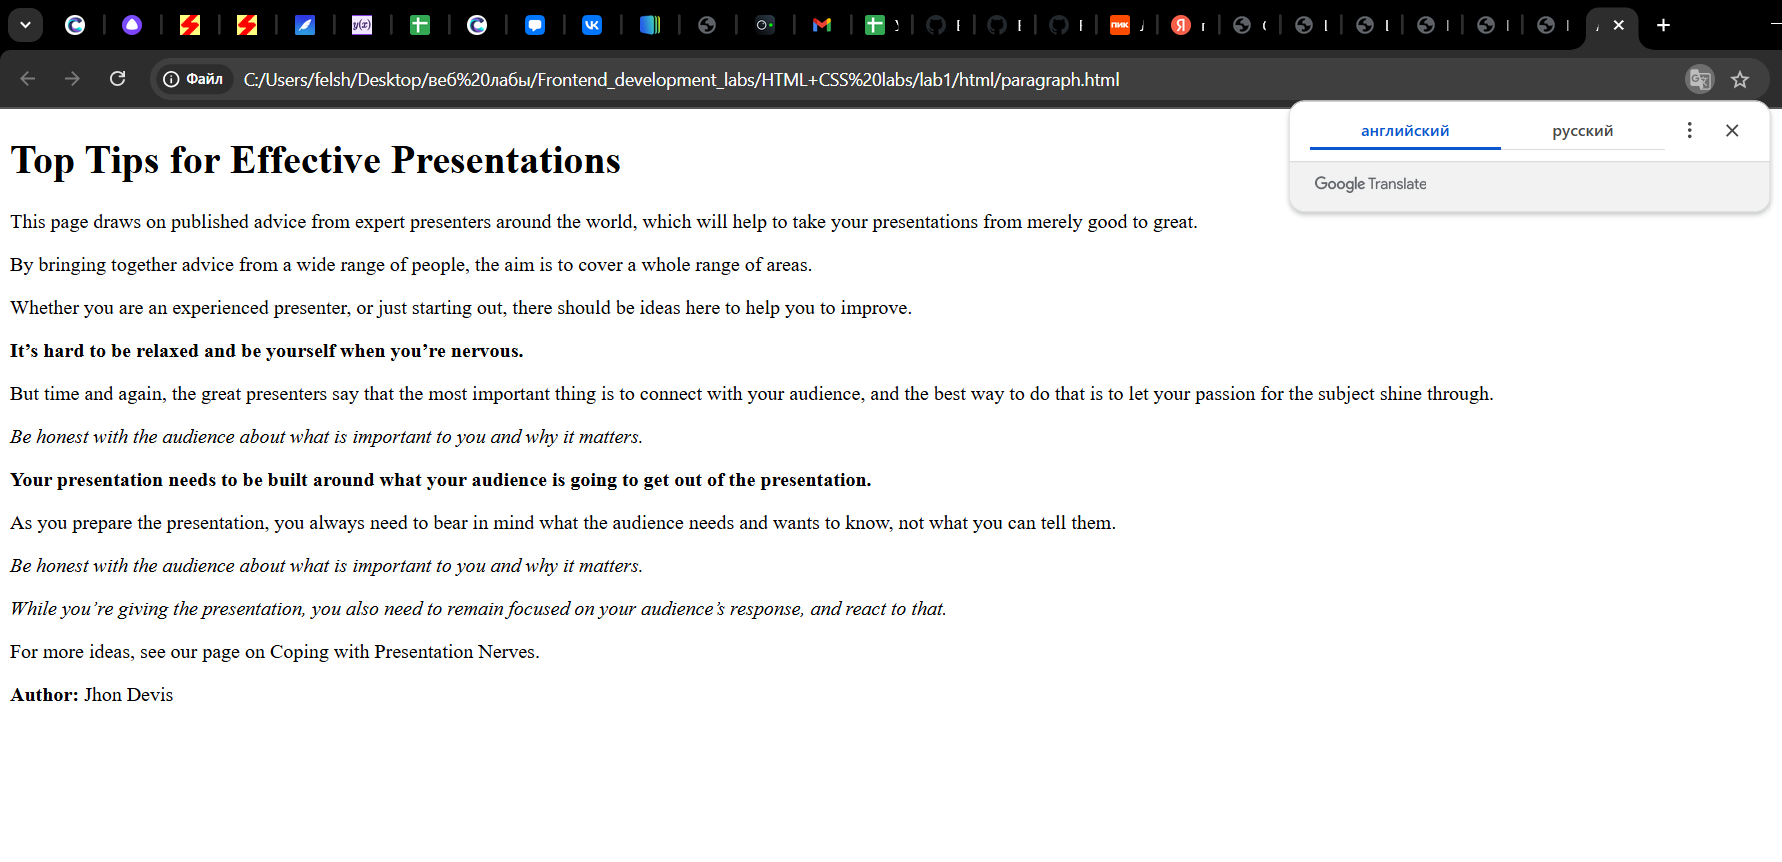 y(x)
ПИК
Я
Файл
C:/Users/felsh/Desktop/веб%20лабы/Frontend_development_labs/HTML+CSS%20labs/lab1/html/paragraph.html
английский
русский
Google Translate
Top Tips for Effective Presentations
This page draws on published advice from expert presenters around the world, which will help to take your presentations from merely good to great.
By bringing together advice from a wide range of people, the aim is to cover a whole range of areas.
Whether you are an experienced presenter, or just starting out, there should be ideas here to help you to improve.
It’s hard to be relaxed and be yourself when you’re nervous.
But time and again, the great presenters say that the most important thing is to connect with your audience, and the best way to do that is to let your passion for the subject shine through.
Be honest with the audience about what is important to you and why it matters.
Your presentation needs to be built around what your audience is going to get out of the presentation.
As you prepare the presentation, you always need to bear in mind what the audience needs and wants to know, not what you can tell them.
Be honest with the audience about what is important to you and why it matters.
While you’re giving the presentation, you also need to remain focused on your audience’s response, and react to that.
For more ideas, see our page on Coping with Presentation Nerves.
Author: Jhon Devis